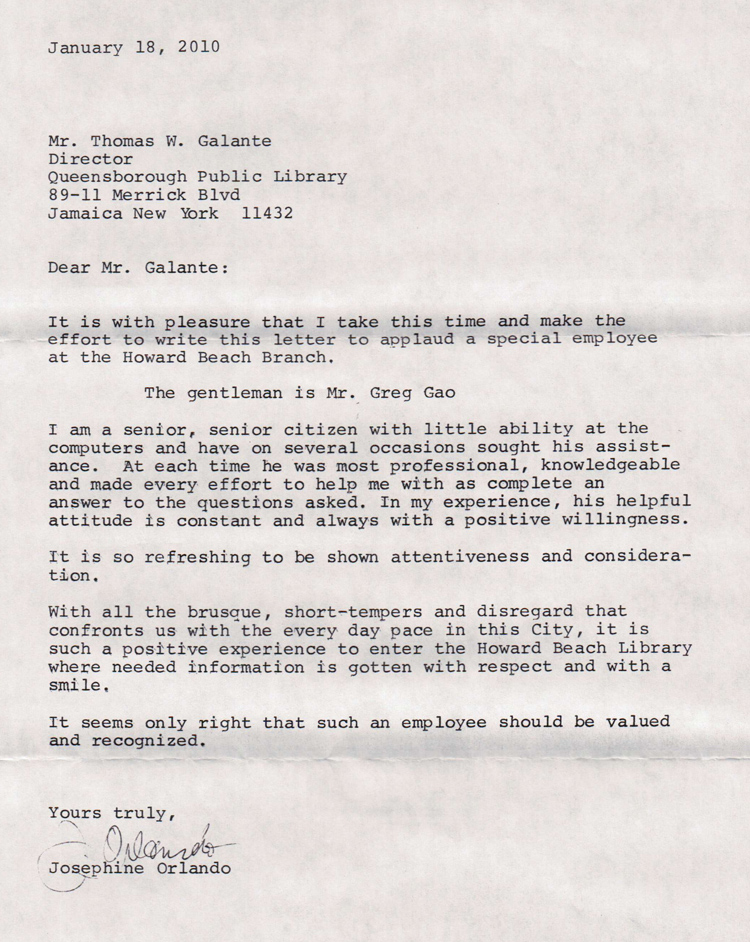 January 18, 2010
Mr. Thomas W. Galante
Director
Queensborough Public Library
89-11 Merrick Blvd
Jamaica New York  11432
Dear Mr. Galante:
It is with pleasure that I take this time and make the
effort to write this letter to applaud a special employee
at the Howard Beach Branch.
The gentleman is Mr. Greg Gao
I am a senior, senior citizen with little ability at the
computers and have on several occasions sought his assist-
ance.  At each time he was most professional, knowledgeable
and made every effort to help me with as complete an
answer to the questions asked. In my experience, his helpful
attitude is constant and always with a positive willingness.
It is so refreshing to be shown attentiveness and considera-
tion.
With all the brusque, short-tempers and disregard that
confronts us with the every day pace in this City, it is
such a positive experience to enter the Howard Beach Library
where needed information is gotten with respect and with a
smile.
It seems only right that such an employee should be valued
and recognized.
Yours truly,
J. Orlando
Josephine Orlando